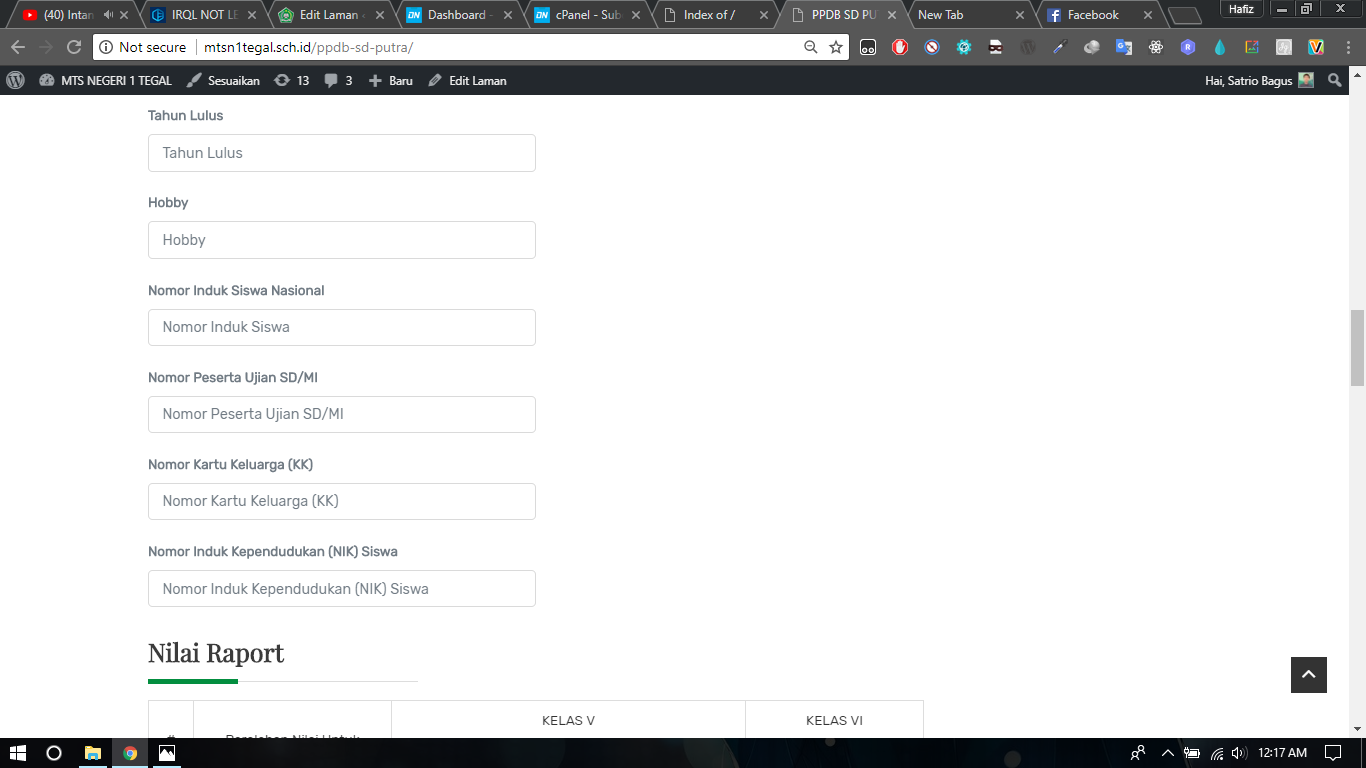 (40) Intan
IRQL NOT LE
Edit Laman
Dashboard -
cPanel - Sub
Index of /
PPDB SD PU
New Tab
Facebook
Hafiz
Not secure
mtsn1tegal.sch.id/ppdb-sd-putra/
MTS NEGERI 1 TEGAL
Sesuaikan
13
3
Baru
Edit Laman
Hai, Satrio Bagus
Tahun Lulus
Tahun Lulus
Hobby
Hobby
Nomor Induk Siswa Nasional
Nomor Induk Siswa
Nomor Peserta Ujian SD/MI
Nomor Peserta Ujian SD/MI
Nomor Kartu Keluarga (KK)
Nomor Kartu Keluarga (KK)
Nomor Induk Kependudukan (NIK) Siswa
Nomor Induk Kependudukan (NIK) Siswa
Nilai Raport
KELAS V
KELAS VI
#
Perolehan Nilai Untuk
12:17 AM